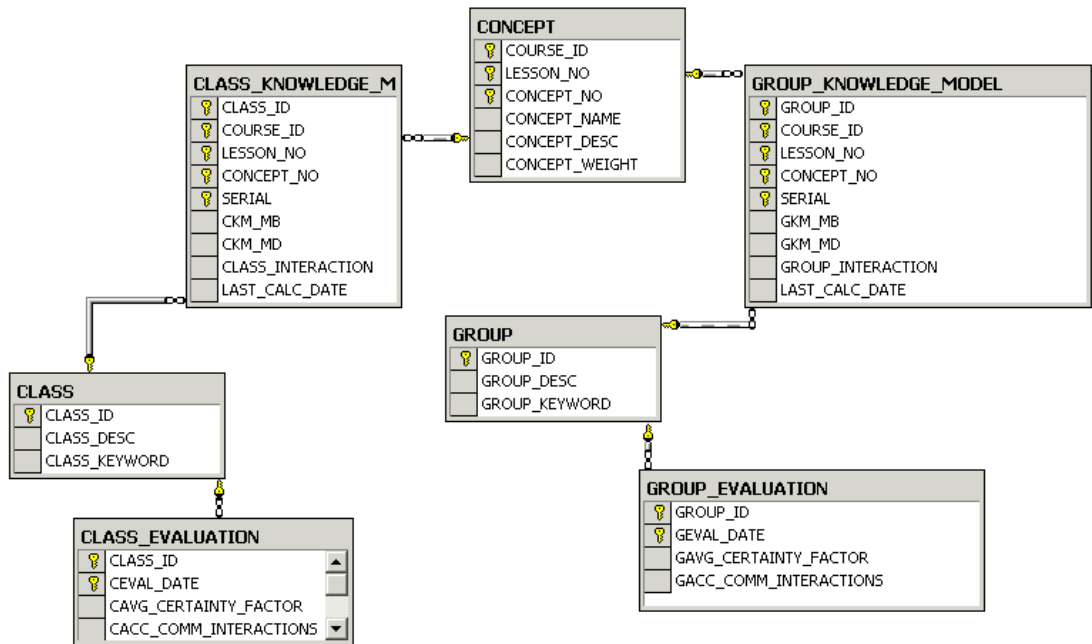 CONCEPT
COURSE_ID
LESSON_NO
CONCEPT_NO
CONCEPT_NAME
CONCEPT_DESC
CONCEPT_WEIGHT
CLASS_KNOWLEDGE_M
CLASS_ID
COURSE_ID
LESSON_NO
CONCEPT_NO
SERIAL
CKM_MB
CKM_MD
CLASS_INTERACTION
LAST_CALC_DATE
GROUP_KNOWLEDGE_MODEL
GROUP_ID
COURSE_ID
LESSON_NO
CONCEPT_NO
SERIAL
GKM_MB
GKM_MD
GROUP_INTERACTION
LAST_CALC_DATE
GROUP
GROUP_ID
GROUP_DESC
GROUP_KEYWORD
CLASS
CLASS_ID
CLASS_DESC
CLASS_KEYWORD
GROUP_EVALUATION
GROUP_ID
GEVAL_DATE
GAVG_CERTAINTY_FACTOR
GACC_COMM_INTERACTIONS
CLASS_EVALUATION
CLASS_ID
CEVAL_DATE
CAVG_CERTAINTY_FACTOR
CACC_COMM_INTERACTIONS